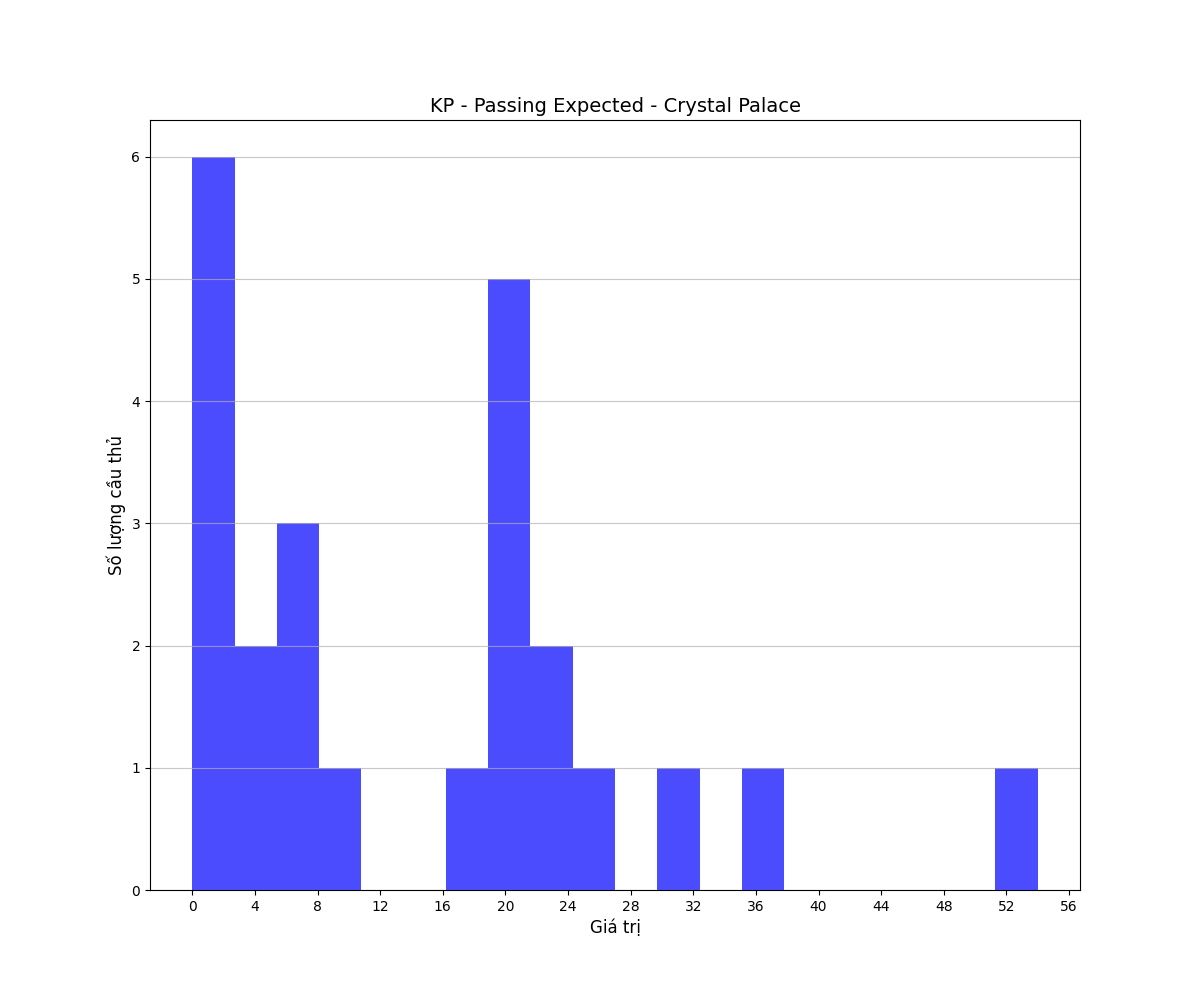 KP - Passing Expected - Crystal Palace
6
5
4
3
2
1
0
Số lượng cầu thủ
0 4 8 12 16 20 24 28 32 36 40 44 48 52 56
Giá trị